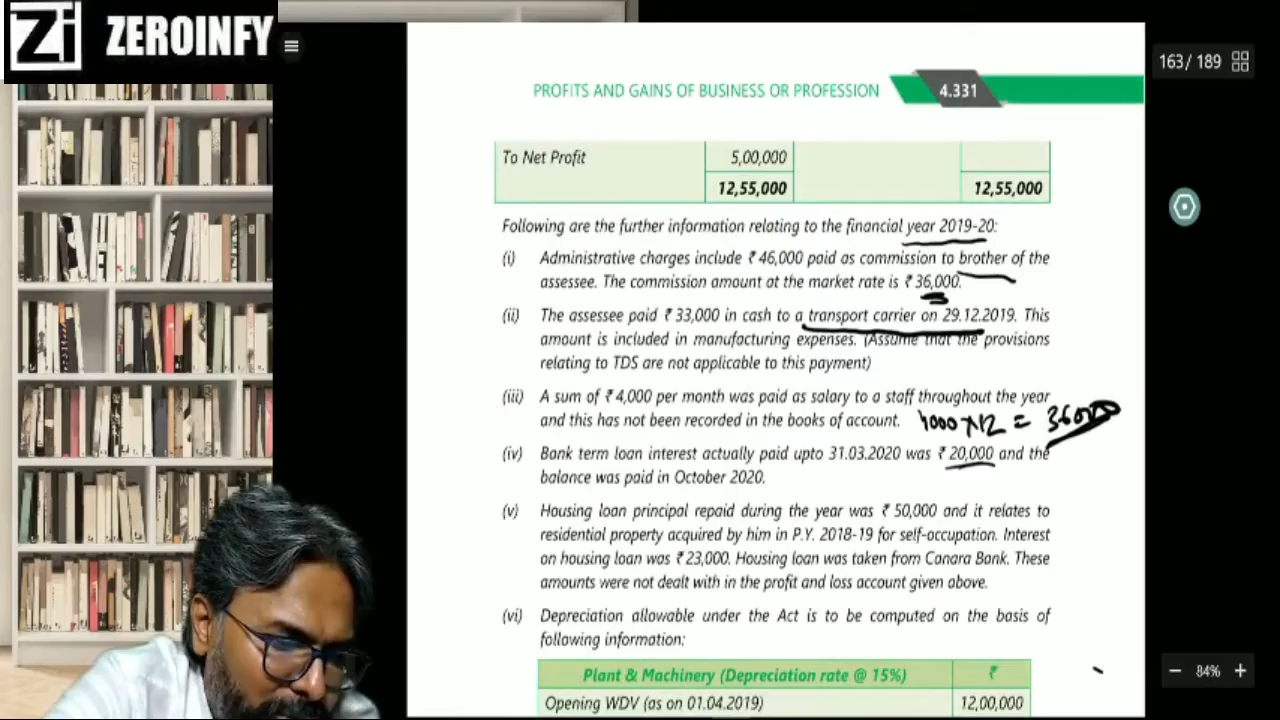 Zi ZEROINFY
163/ 189
PROFITS AND GAINS OF BUSINESS OR PROFESSION 4.331
To Net Profit 5,00,000
12,55,000 12,55,000
Following are the further information relating to the financial year 2019-20:
(i) Administrative charges include ₹ 46,000 paid as commission to brother of the
assessee. The commission amount at the market rate is ₹ 36,000.
(ii) The assessee paid ₹ 33,000 in cash to a transport carrier on 29.12.2019. This
amount is included in manufacturing expenses. (Assume that the provisions
relating to TDS are not applicable to this payment)
(iii) A sum of ₹ 4,000 per month was paid as salary to a staff throughout the year
and this has not been recorded in the books of account. 4000 x 12 = 36000
(iv) Bank term loan interest actually paid upto 31.03.2020 was ₹ 20,000 and the
balance was paid in October 2020.
(v) Housing loan principal repaid during the year was ₹ 50,000 and it relates to
residential property acquired by him in P.Y. 2018-19 for self-occupation. Interest
on housing loan was ₹ 23,000. Housing loan was taken from Canara Bank. These
amounts were not dealt with in the profit and loss account given above.
(vi) Depreciation allowable under the Act is to be computed on the basis of
following information:
Plant & Machinery (Depreciation rate @ 15%) ₹
Opening WDV (as on 01.04.2019) 12,00,000
84%